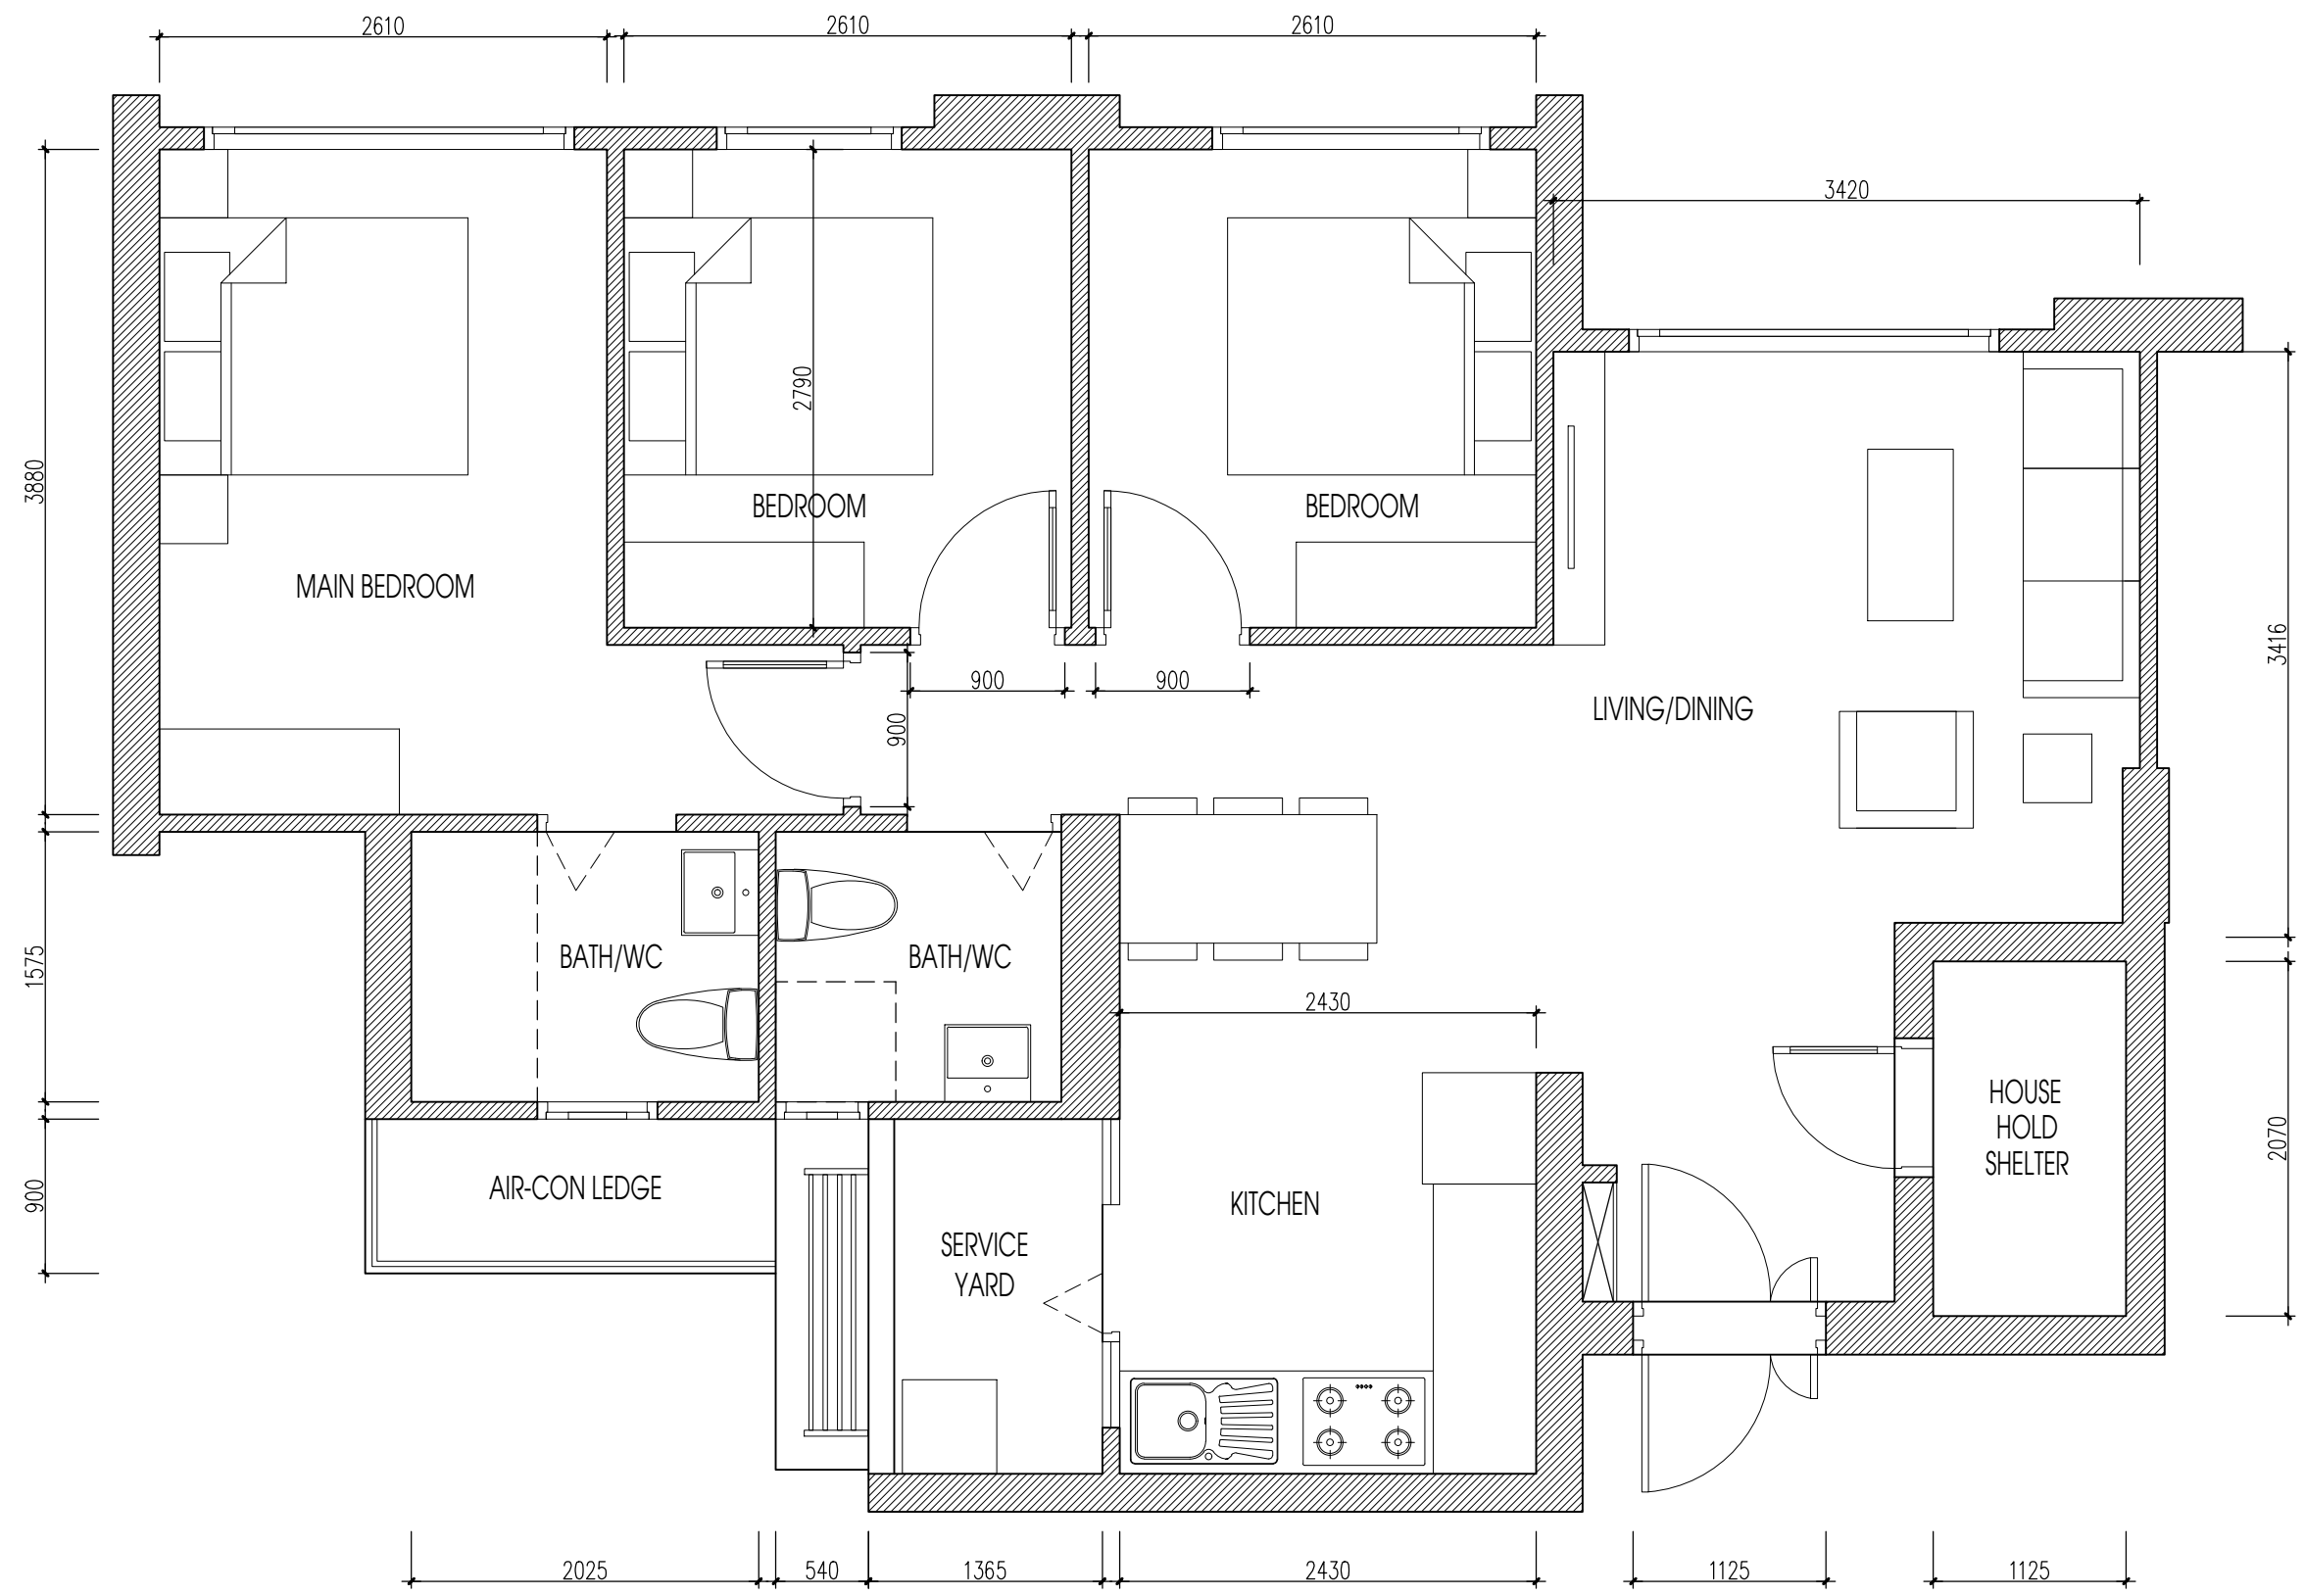 2610
2610
2610
3420
2790
3880
BEDROOM
BEDROOM
MAIN BEDROOM
3416
900
900
900
LIVING/DINING
1575
BATH/WC
BATH/WC
2430
HOUSE
HOLD
SHELTER
2070
900
AIR-CON LEDGE
KITCHEN
SERVICE
YARD
2025
540
1365
2430
1125
1125